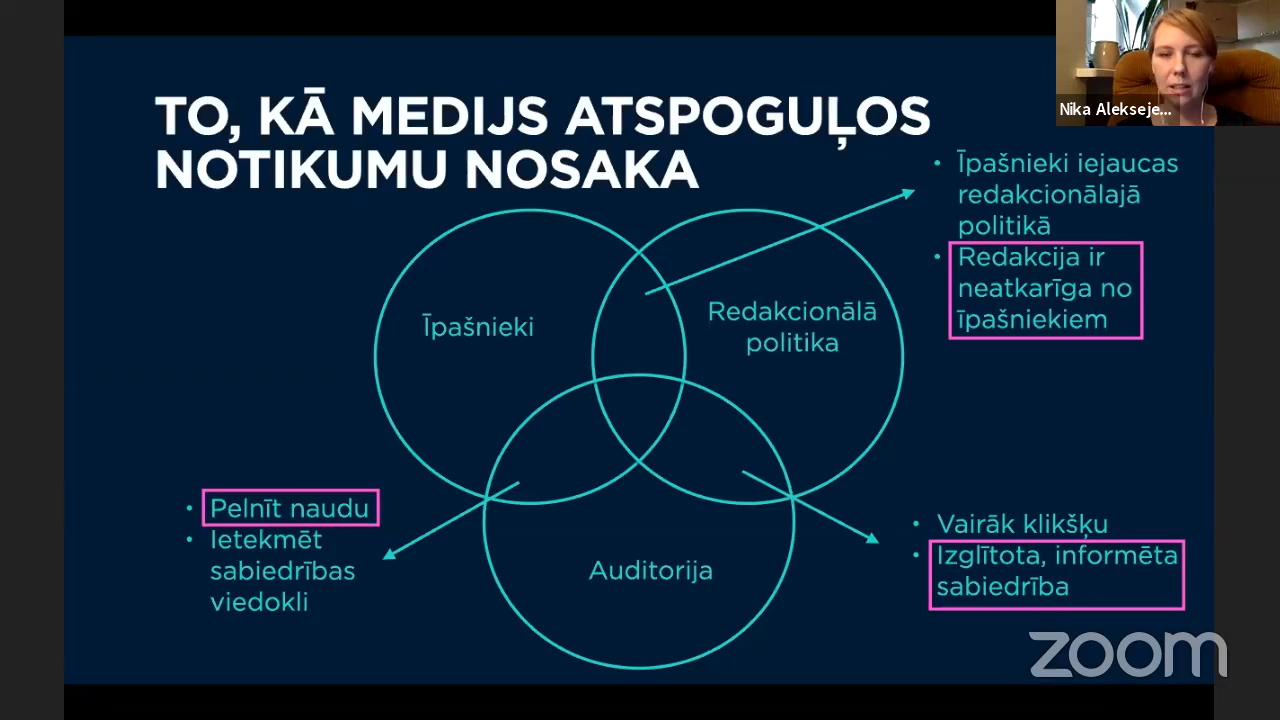 TO, KĀ MEDIJS ATSPOGUĻOS
NOTIKUMU NOSAKA
Nika Alekseje...
• Īpašnieki iejaucas
redakcionālajā
politikā
• Redakcija ir
neatkarīga no
īpašniekiem
Īpašnieki
Redakcionālā
politika
• Pelnīt naudu
• Ietekmēt
sabiedrības
viedokli
Auditorija
• Vairāk klikšķu
• Izglītota, informēta
sabiedrība
zoom